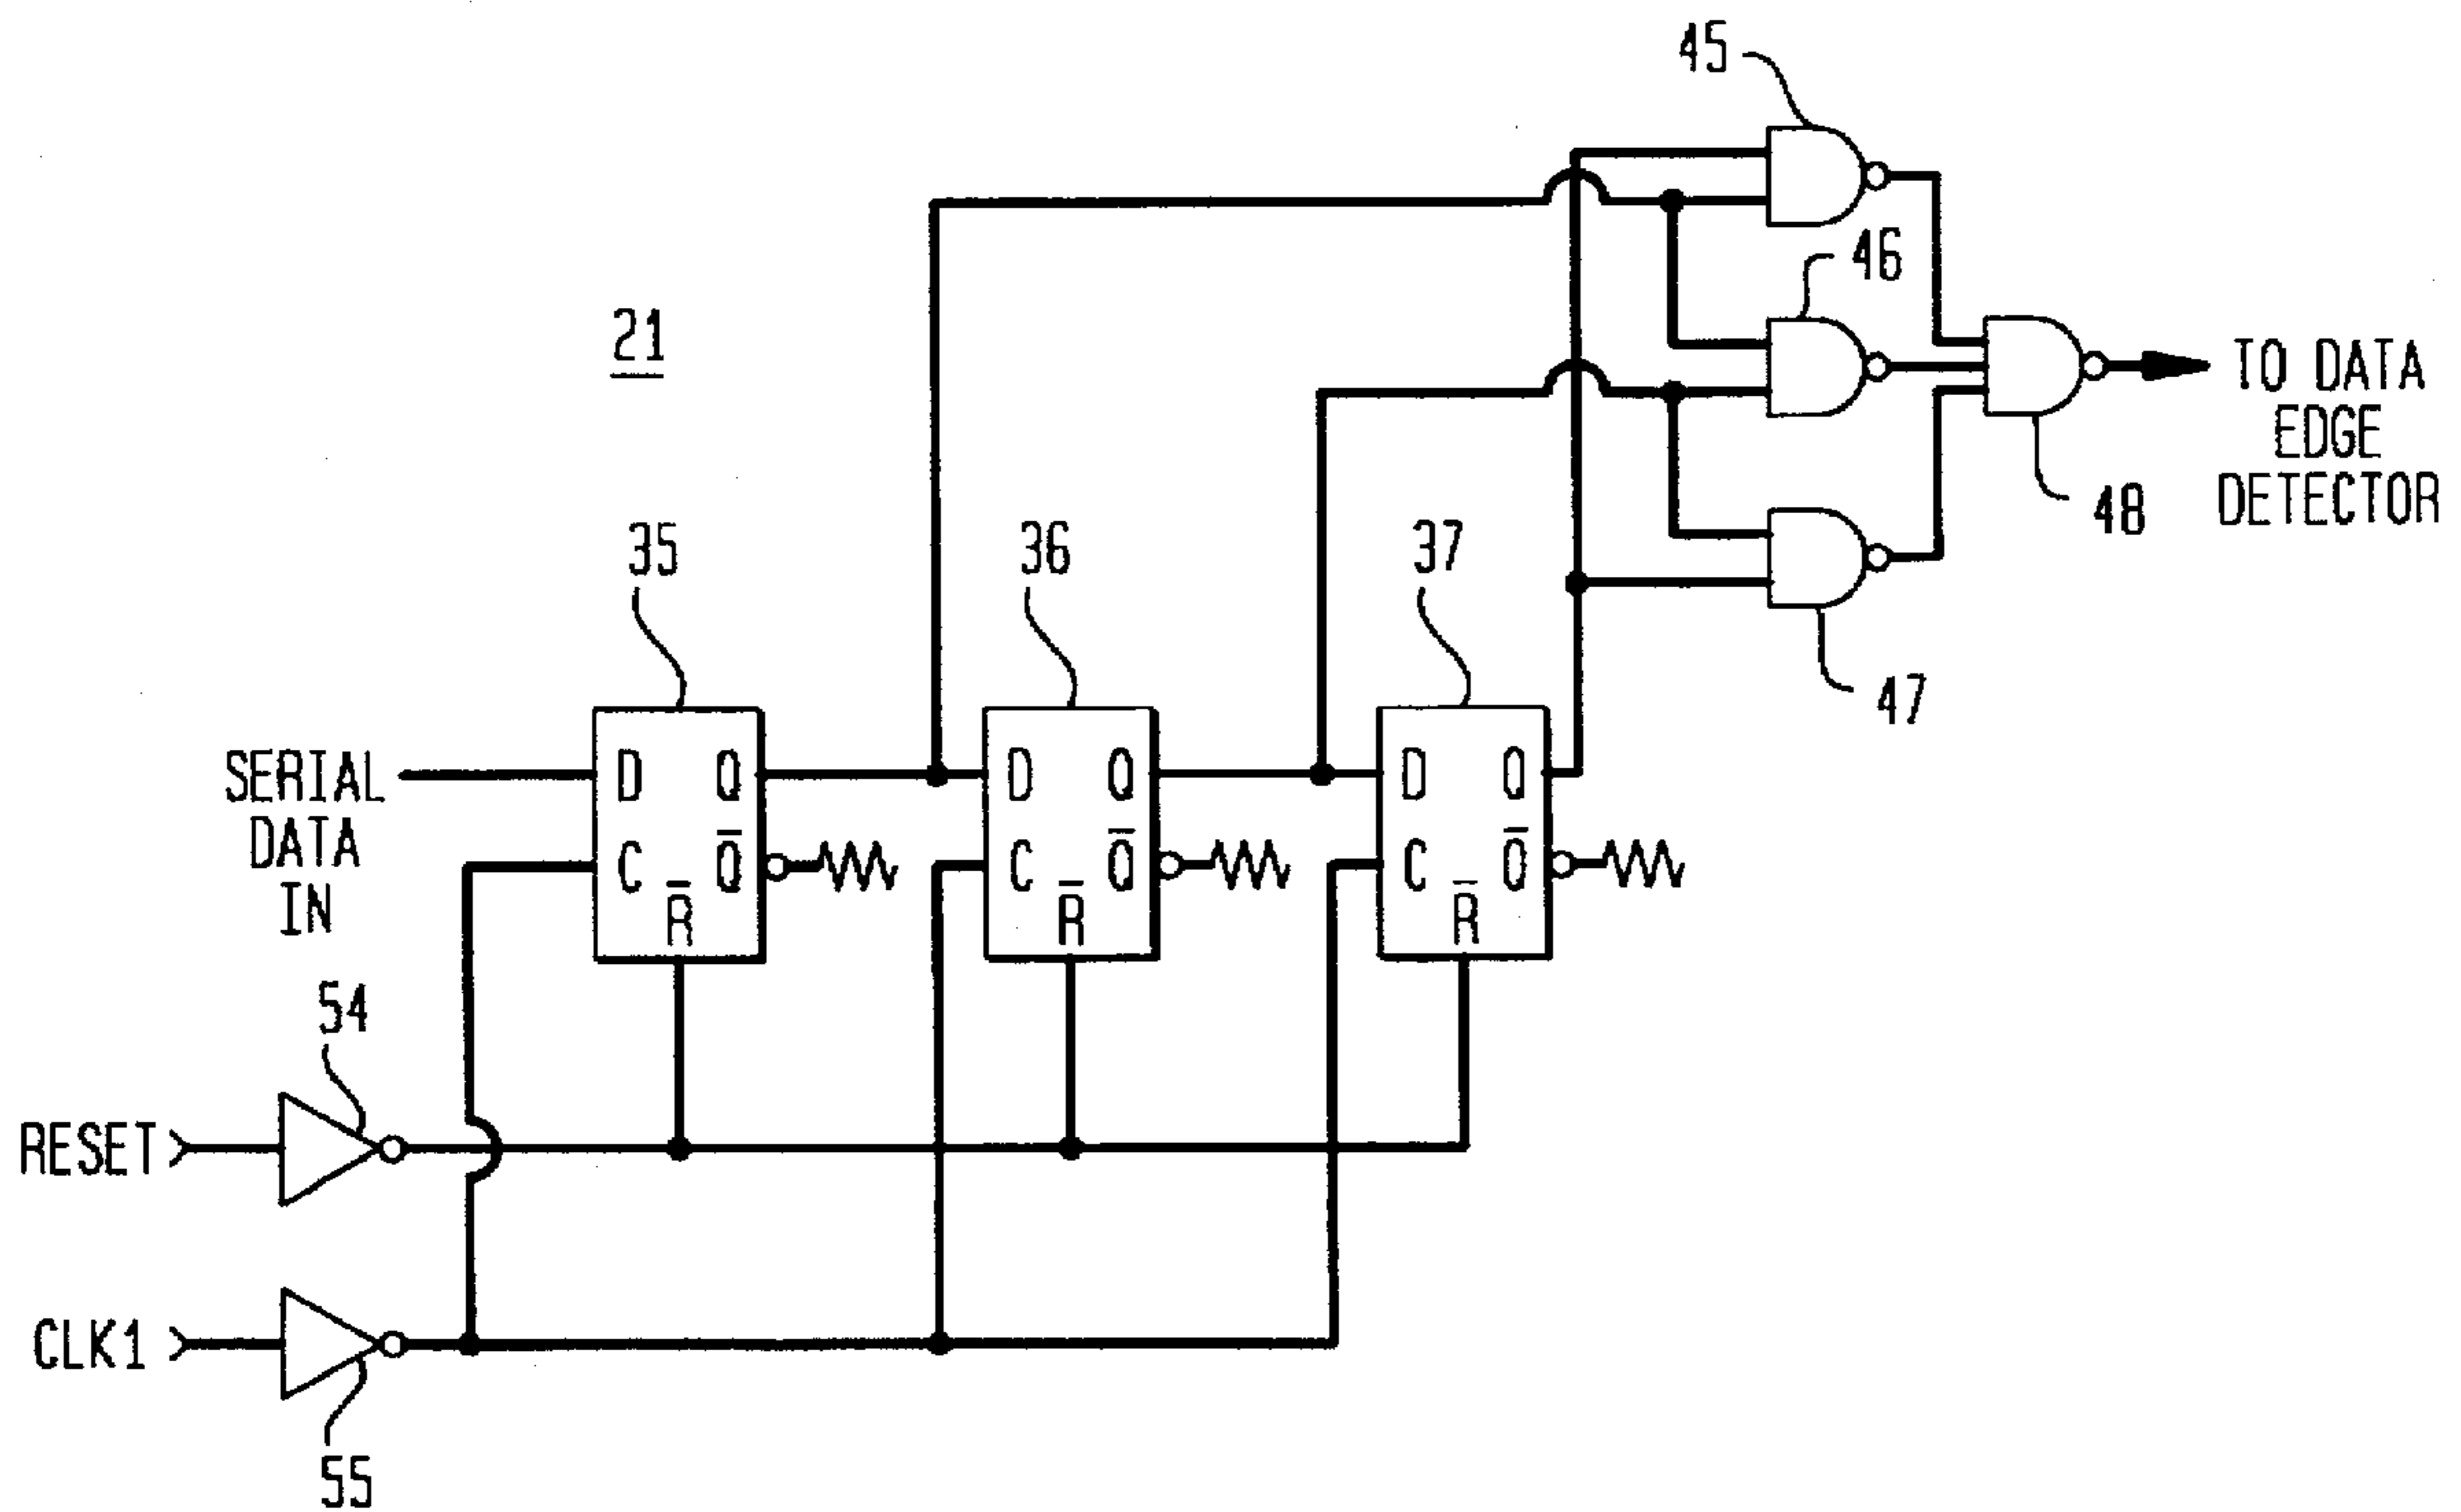 45
46
21
TO DATA
EDGE
DETECTOR
48
35
36
37
47
SERIAL
DATA
IN
D Q
C Q̅
R̅
D Q
C Q̅
R̅
D Q
C Q̅
R̅
54
RESET
CLK1
55